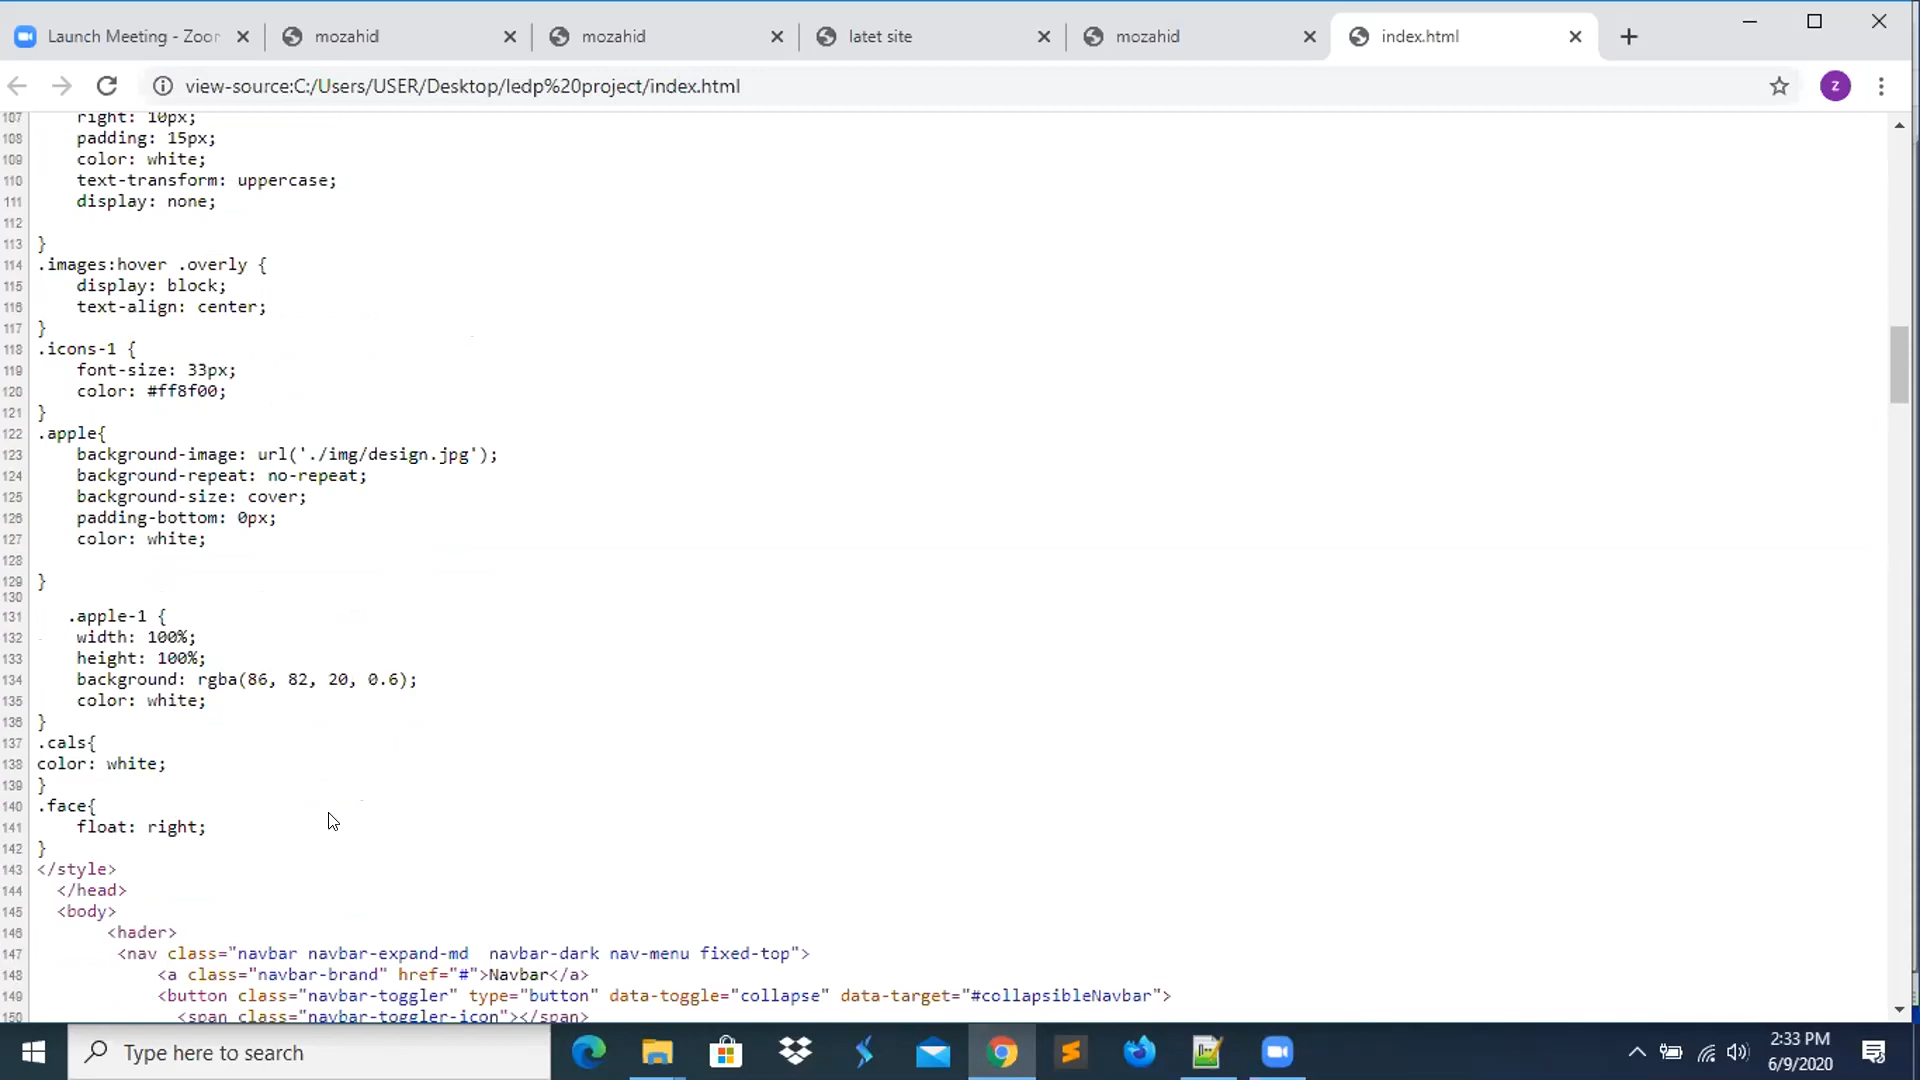 Launch Meeting - Zoor
mozahid
mozahid
latet site
mozahid
index.html
view-source:C:/Users/USER/Desktop/ledp%20project/index.html
z
107 right: 10px;
108 padding: 15px;
109 color: white;
110 text-transform: uppercase;
111 display: none;
112
113 }
114 .images:hover .overly {
115 display: block;
116 text-align: center;
117 }
118 .icons-1 {
119 font-size: 33px;
120 color: #ff8f00;
121 }
122 .apple{
123 background-image: url('./img/design.jpg');
124 background-repeat: no-repeat;
125 background-size: cover;
126 padding-bottom: 0px;
127 color: white;
128
129 }
130
131 .apple-1 {
132 width: 100%;
133 height: 100%;
134 background: rgba(86, 82, 20, 0.6);
135 color: white;
136 }
137 .cals{
138 color: white;
139 }
140 .face{
141 float: right;
142 }
143 </style>
144 </head>
145 <body>
146 <hader>
147 <nav class="navbar navbar-expand-md  navbar-dark nav-menu fixed-top">
148 <a class="navbar-brand" href="#">Navbar</a>
149 <button class="navbar-toggler" type="button" data-toggle="collapse" data-target="#collapsibleNavbar">
150 <span class="navbar-toggler-icon"></span>
Type here to search
2:33 PM
6/9/2020